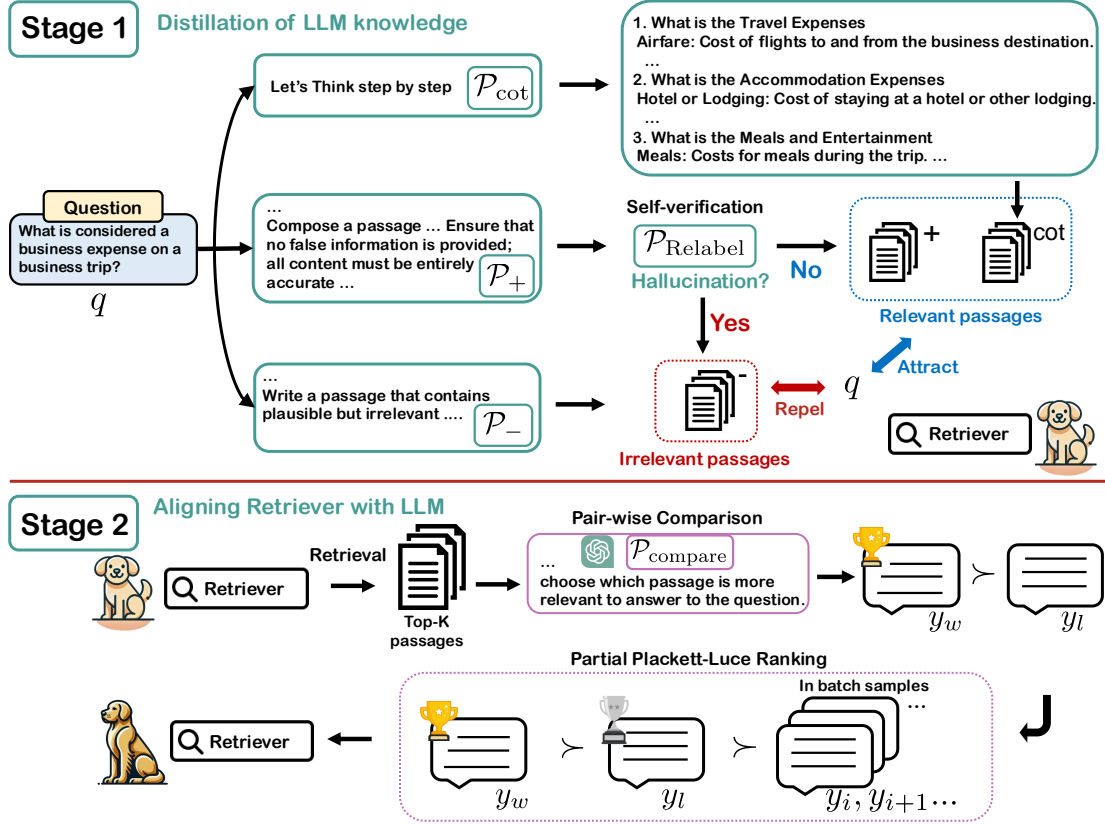 Stage 1
Distillation of LLM knowledge
Let's Think step by step
𝒫cot
1. What is the Travel Expenses
Airfare: Cost of flights to and from the business destination.
...
2. What is the Accommodation Expenses
Hotel or Lodging: Cost of staying at a hotel or other lodging.
...
3. What is the Meals and Entertainment
Meals: Costs for meals during the trip. ...
Question
What is considered a
business expense on a
business trip?
q
...
Compose a passage ... Ensure that
no false information is provided;
all content must be entirely
accurate ...
𝒫+
Self-verification
𝒫Relabel
Hallucination?
No
Yes
+
cot
Relevant passages
Attract
q
Repel
-
Irrelevant passages
...
Write a passage that contains
plausible but irrelevant ....
𝒫−
Retriever
Stage 2
Aligning Retriever with LLM
Retriever
Retrieval
Top-K
passages
Pair-wise Comparison
𝒫compare
...
choose which passage is more
relevant to answer to the question.
≻
y_w
y_l
Partial Plackett-Luce Ranking
In batch samples
...
Retriever
≻
≻
y_w
y_l
y_i, y_{i+1}...